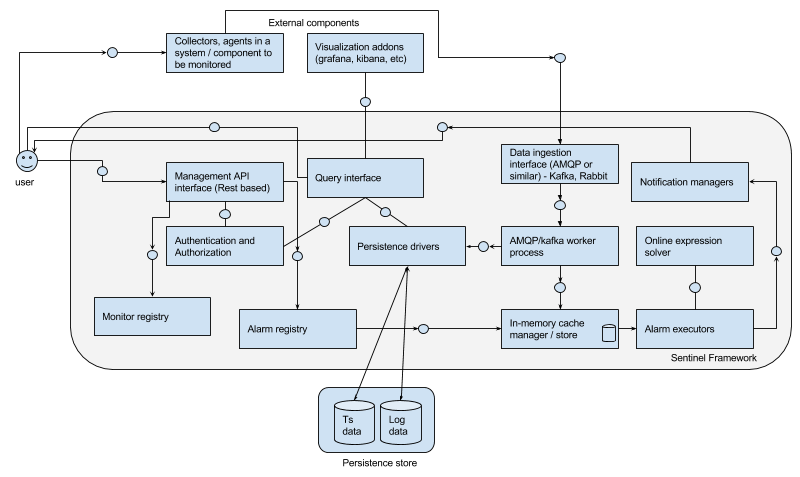 External components
Collectors, agents in a
system / component to
be monitored
Visualization addons
(grafana, kibana, etc)
user
Management API
interface (Rest based)
Query interface
Data ingestion
interface (AMQP or
similar) - Kafka, Rabbit
Notification managers
Authentication and
Authorization
Persistence drivers
AMQP/kafka worker
process
Online expression
solver
Monitor registry
Alarm registry
In-memory cache
manager / store
Alarm executors
Sentinel Framework
Ts
data
Log
data
Persistence store